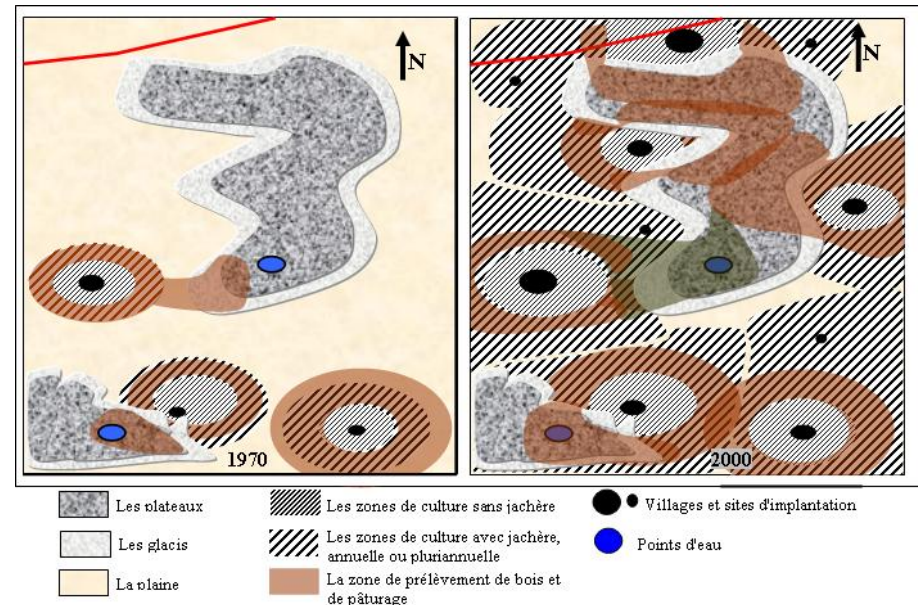 N
N
1970
2000
Les plateaux
Les zones de culture sans jachère
Villages et sites d'implantation
Les glacis
Les zones de culture avec jachère,
annuelle ou pluriannuelle
Points d'eau
La plaine
La zone de prélèvement de bois et
de pâturage